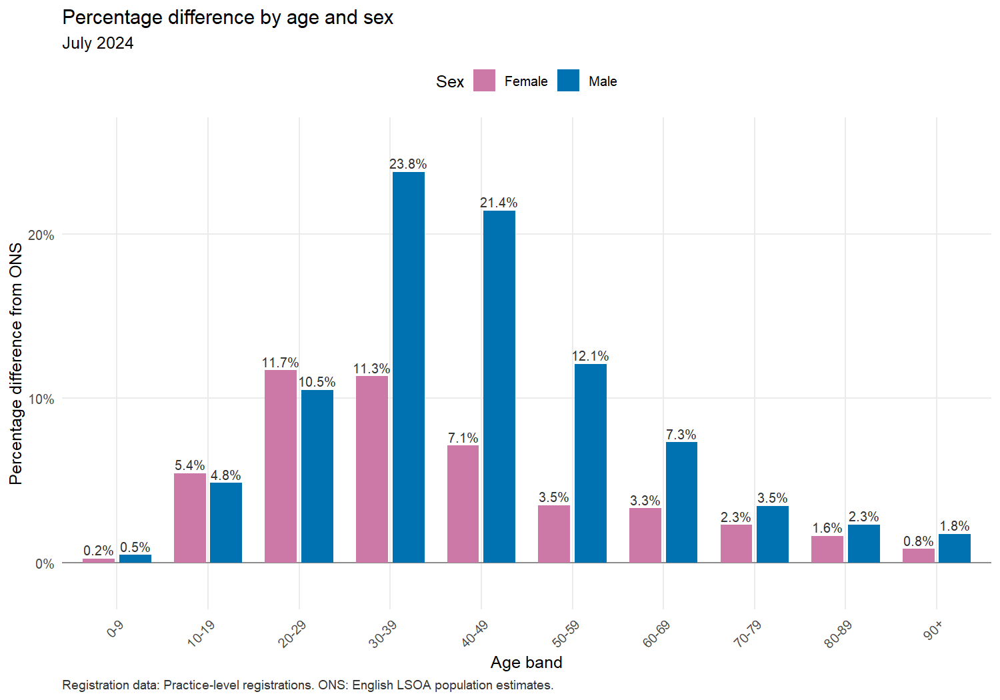 Percentage difference by age and sex
July 2024
Sex Female Male
Percentage difference from ONS
20%
10%
0%
0.2% 0.5%
5.4% 4.8%
11.7% 10.5%
11.3% 23.8%
7.1% 21.4%
3.5% 12.1%
3.3% 7.3%
2.3% 3.5%
1.6% 2.3%
0.8% 1.8%
0-9 10-19 20-29 30-39 40-49 50-59 60-69 70-79 80-89 90+
Age band
Registration data: Practice-level registrations. ONS: English LSOA population estimates.